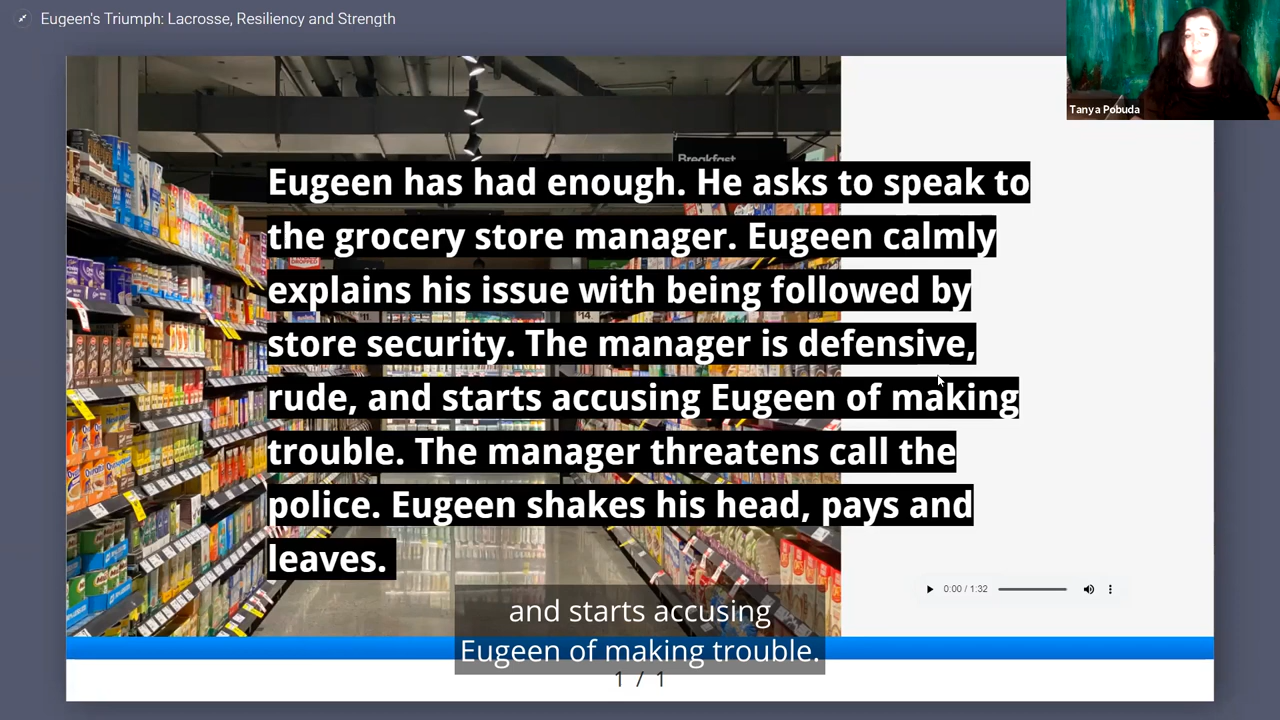 Eugeen's Triumph: Lacrosse, Resiliency and Strength
Tanya Pobuda
Breakfast
Eugeen has had enough. He asks to speak to
the grocery store manager. Eugeen calmly
explains his issue with being followed by
store security. The manager is defensive,
rude, and starts accusing Eugeen of making
trouble. The manager threatens call the
police. Eugeen shakes his head, pays and
leaves.
0:00 / 1:32
and starts accusing
Eugeen of making trouble.
1 / 1